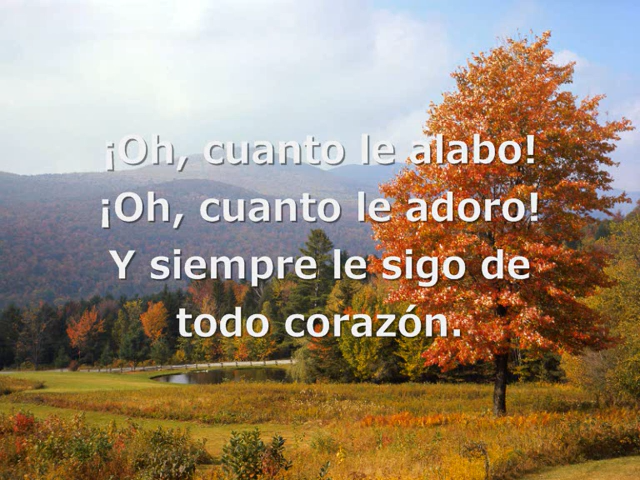 ¡Oh, cuanto le alabo!
¡Oh, cuanto le adoro!
Y siempre le sigo de
todo corazón.